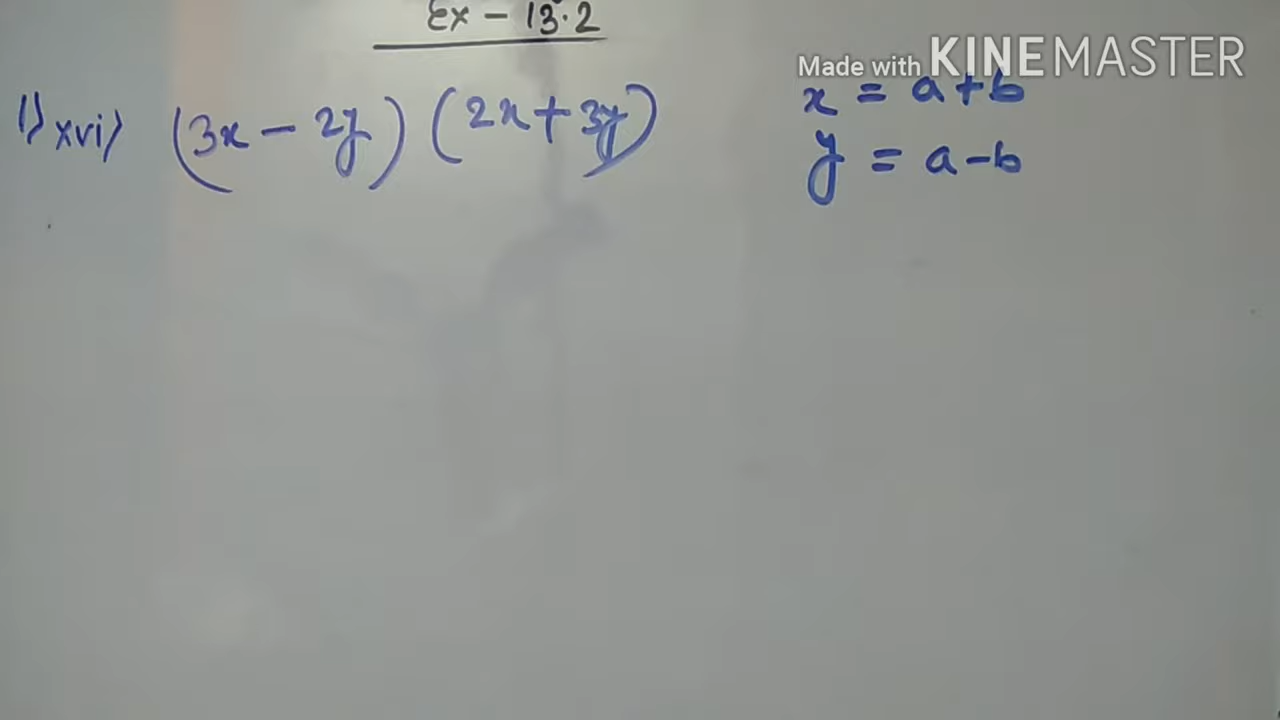 Ex - 13.2
Made with KINEMASTER
1) xvi) (3x - 2y) (2x + 3y)
x = a + b
y = a - b